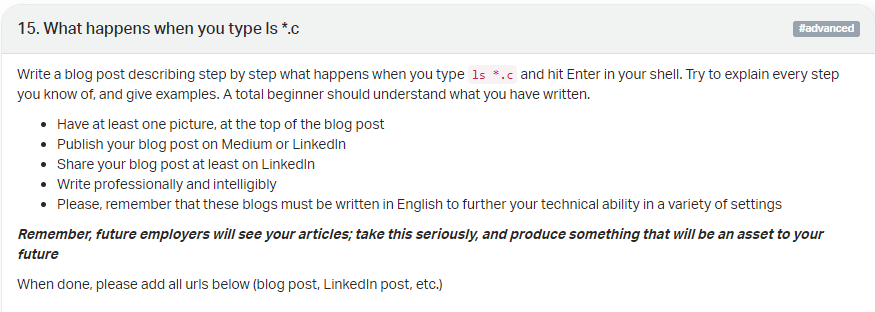 15. What happens when you type ls *.c
#advanced
Write a blog post describing step by step what happens when you type ls *.c and hit Enter in your shell. Try to explain every step
you know of, and give examples. A total beginner should understand what you have written.
• Have at least one picture, at the top of the blog post
• Publish your blog post on Medium or LinkedIn
• Share your blog post at least on LinkedIn
• Write professionally and intelligibly
• Please, remember that these blogs must be written in English to further your technical ability in a variety of settings
Remember, future employers will see your articles; take this seriously, and produce something that will be an asset to your
future
When done, please add all urls below (blog post, LinkedIn post, etc.)